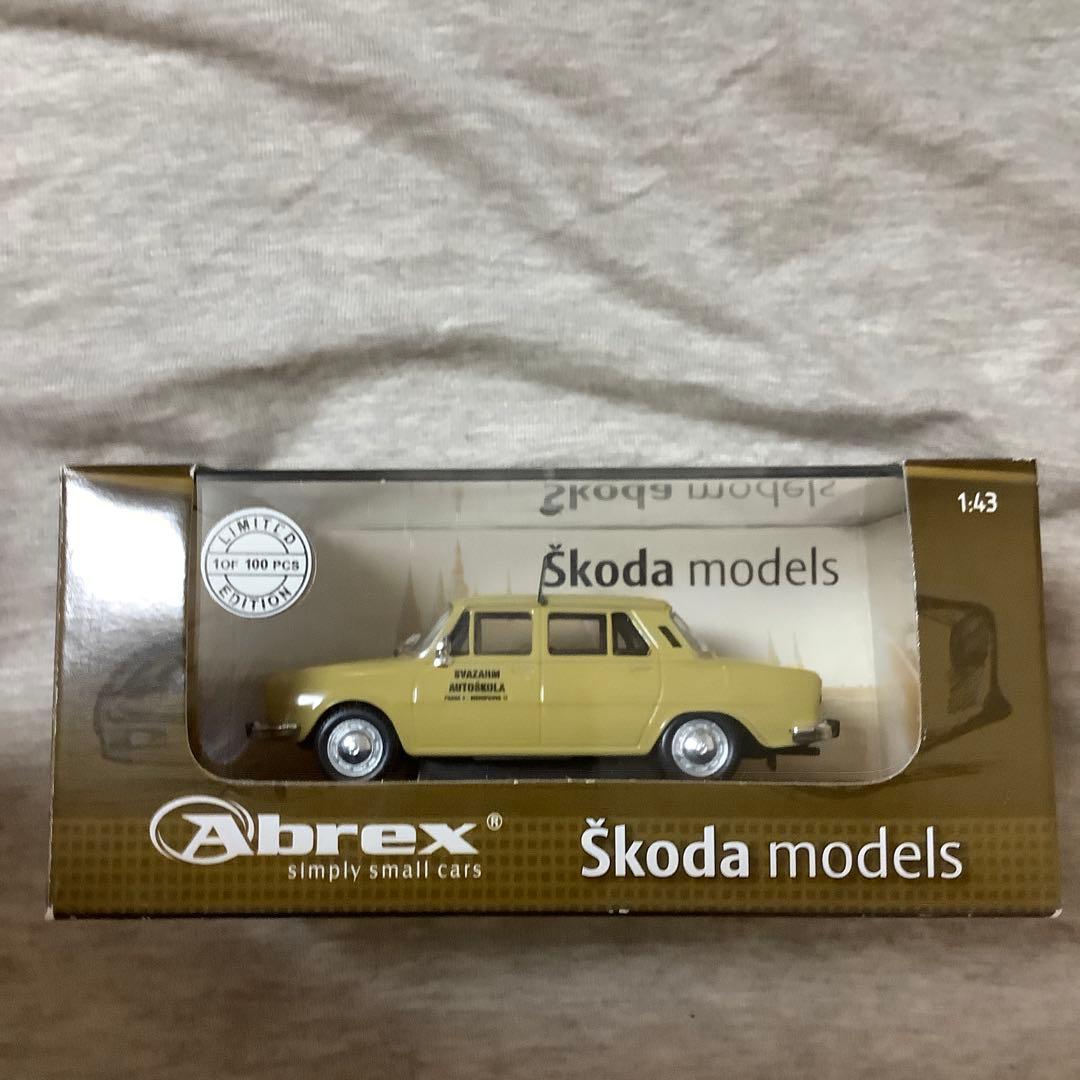 Škoda models
1:43
LIMITED
1 OF 100 PCS
EDITION
Škoda models
SVAZARM
AUTOŠKOLA
Abrex®
simply small cars
Škoda models